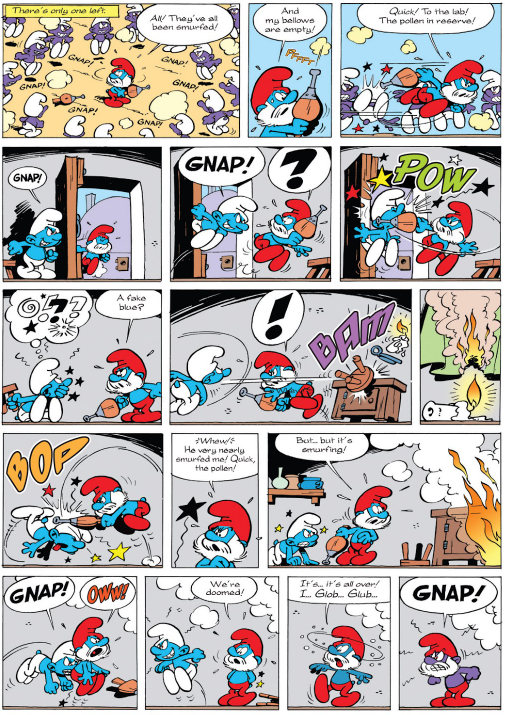 There's only one left.
All! They've all
been smurfed!
GNAP!
GNAP!
GNAP!
GNAP!
GNAP!
GNAP!
And
my bellows
are empty!
PFFFT
Quick! To the lab!
The pollen in reserve!
GNAP!
GNAP!
?
POW
A fake
blue?
!
BAM
? ?
BOP
:Whew!:
He very nearly
smurfed me! Quick,
the pollen!
But... but it's
smurfing!
GNAP!
OWW!
We're
doomed!
It's... it's all over!
I... Glob... Glub...
GNAP!